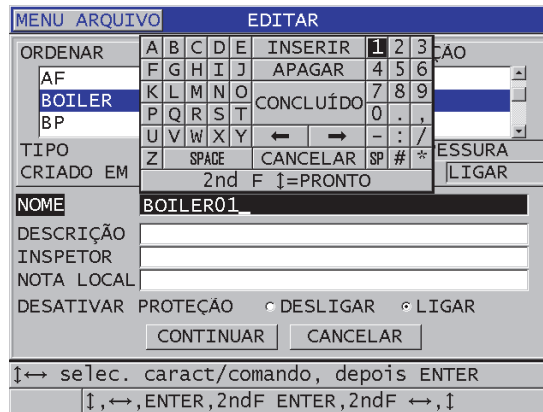 MENU ARQUIVO EDITAR
ORDENAR A B C D E INSERIR 1 2 3 ÇÃO
AF F G H I J APAGAR 4 5 6
BOILER K L M N O CONCLUÍDO 7 8 9
BP P Q R S T 0 . ,
U V W X Y ← → - : /
TIPO Z SPACE CANCELAR SP # * ESSURA
CRIADO EM 2nd F ↕=PRONTO LIGAR
NOME BOILER01_
DESCRIÇÃO
INSPETOR
NOTA LOCAL
DESATIVAR PROTEÇÃO DESLIGAR LIGAR
CONTINUAR CANCELAR
↕↔ selec. caract/comando, depois ENTER
↕,↔,ENTER,2ndF ENTER,2ndF ↔,↕